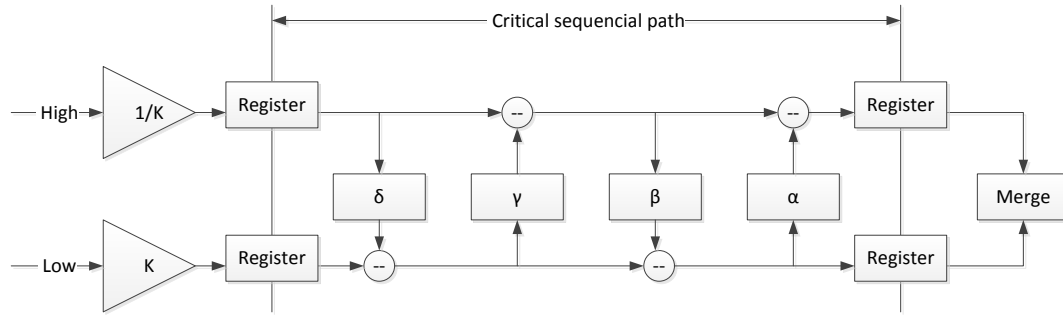 Critical sequencial path
High
1/K
Register
--
--
Register
δ
γ
β
α
Merge
Low
K
Register
--
--
Register